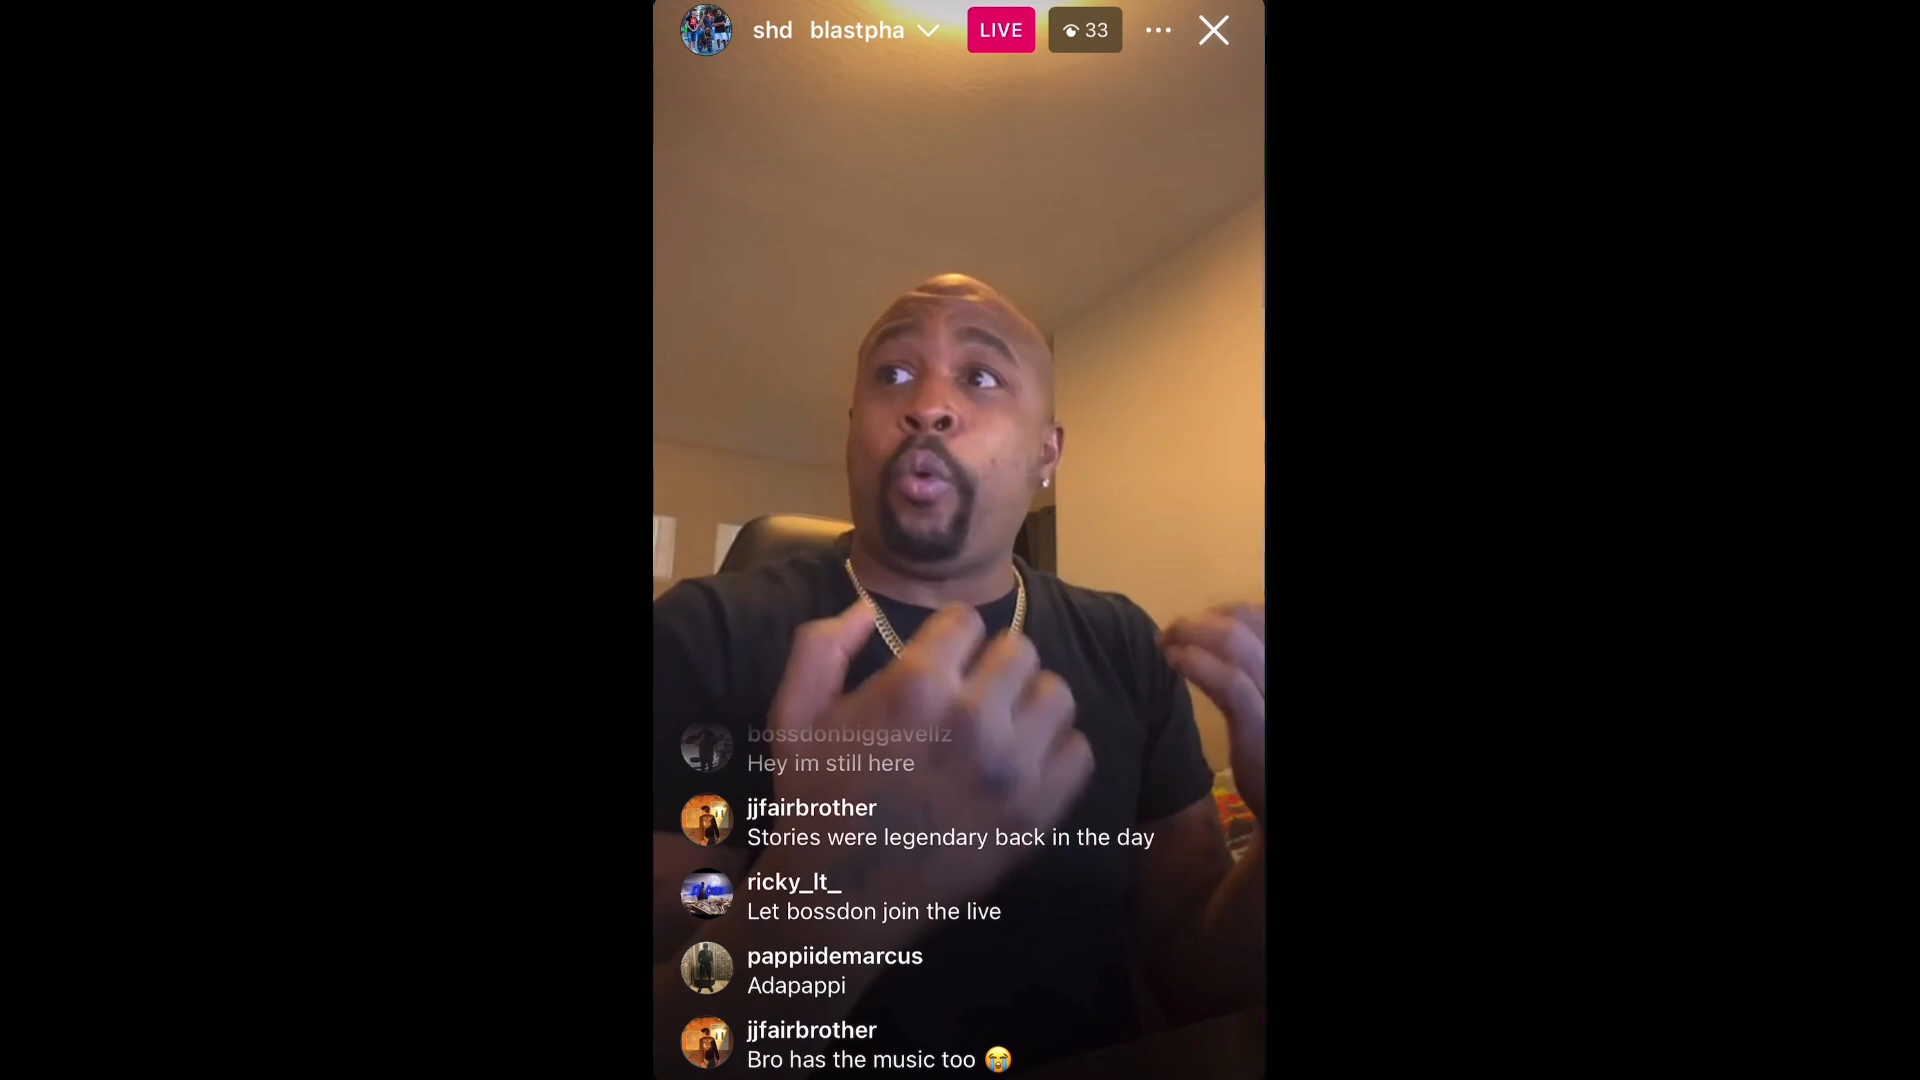 shd blastpha
LIVE
33
bossdonbiggavellz
Hey im still here
jjfairbrother
Stories were legendary back in the day
ricky_lt_
Let bossdon join the live
pappiidemarcus
Adapappi
jjfairbrother
Bro has the music too 😭